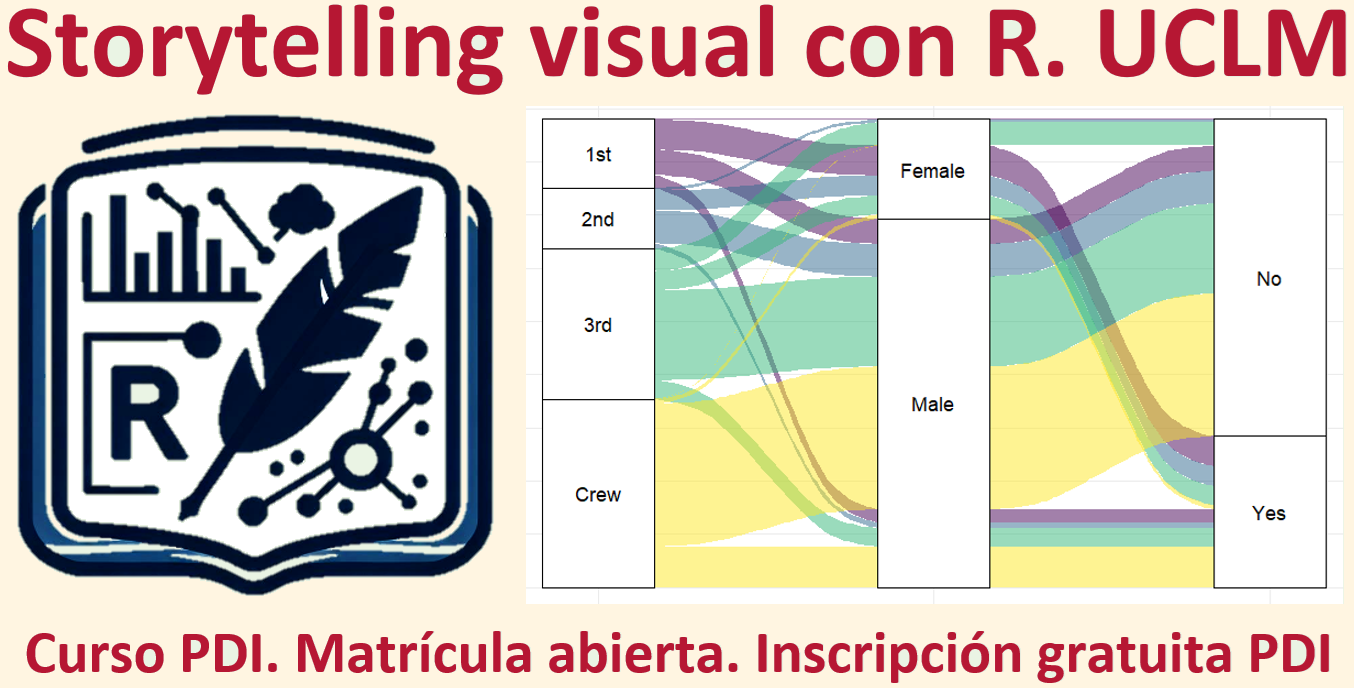 Storytelling visual con R. UCLM
R
1st
2nd
3rd
Crew
Female
Male
No
Yes
Curso PDI. Matrícula abierta. Inscripción gratuita PDI